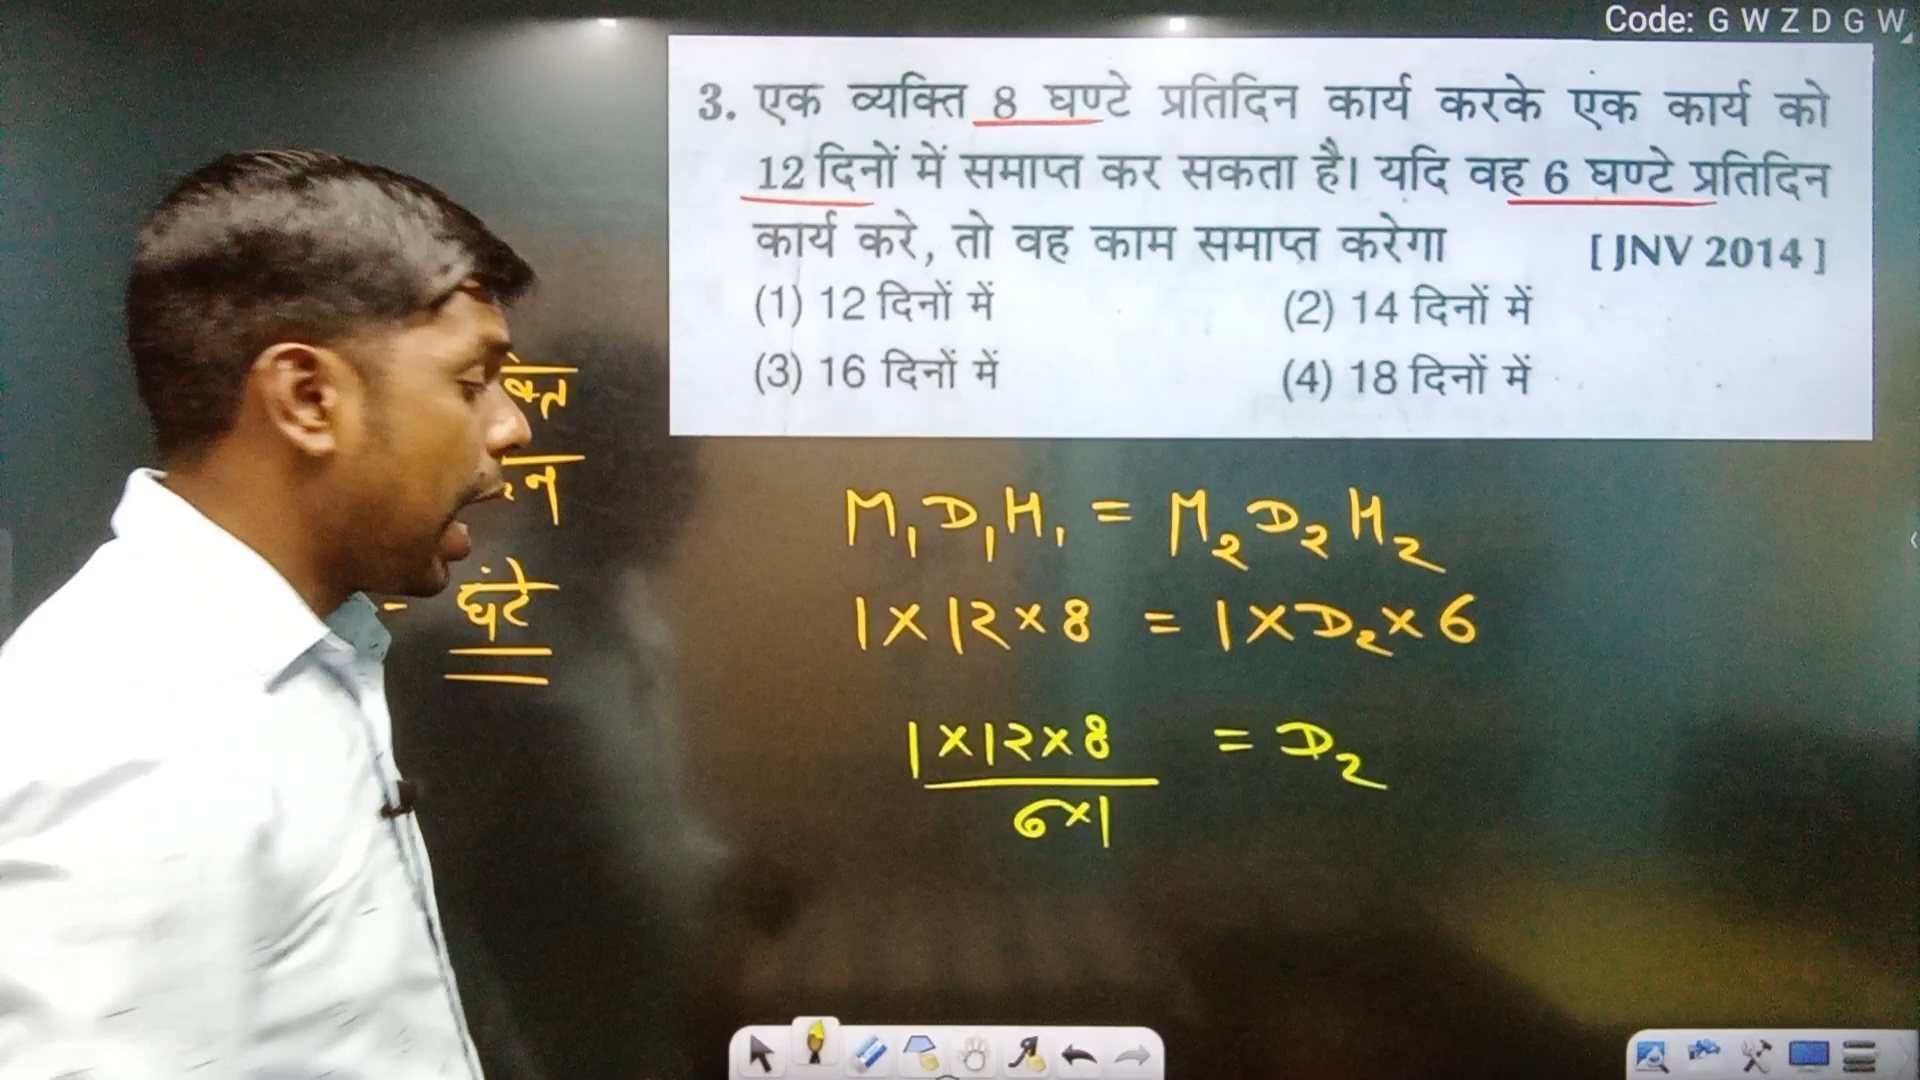 Code: G W Z D G W
3. एक व्यक्ति 8 घण्टे प्रतिदिन कार्य करके एक कार्य को
12 दिनों में समाप्त कर सकता है। यदि वह 6 घण्टे प्रतिदिन
कार्य करे, तो वह काम समाप्त करेगा [JNV 2014]
(1) 12 दिनों में (2) 14 दिनों में
(3) 16 दिनों में (4) 18 दिनों में
- घंटे
M₁D₁H₁ = M₂D₂H₂
1×12×8 = 1×D₂×6
1×12×8 = D₂
6×1